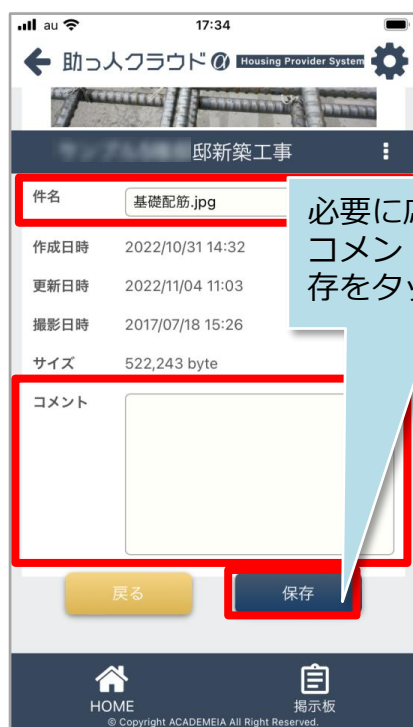 au 17:34
助っ人クラウド α Housing Provider System
邸新築工事
件名 基礎配筋.jpg
必要に
コメン
存をタッ
作成日時 2022/10/31 14:32
更新日時 2022/11/04 11:03
撮影日時 2017/07/18 15:26
サイズ 522,243 byte
コメント
戻る 保存
HOME 掲示板
© Copyright ACADEMEIA All Right Reserved.